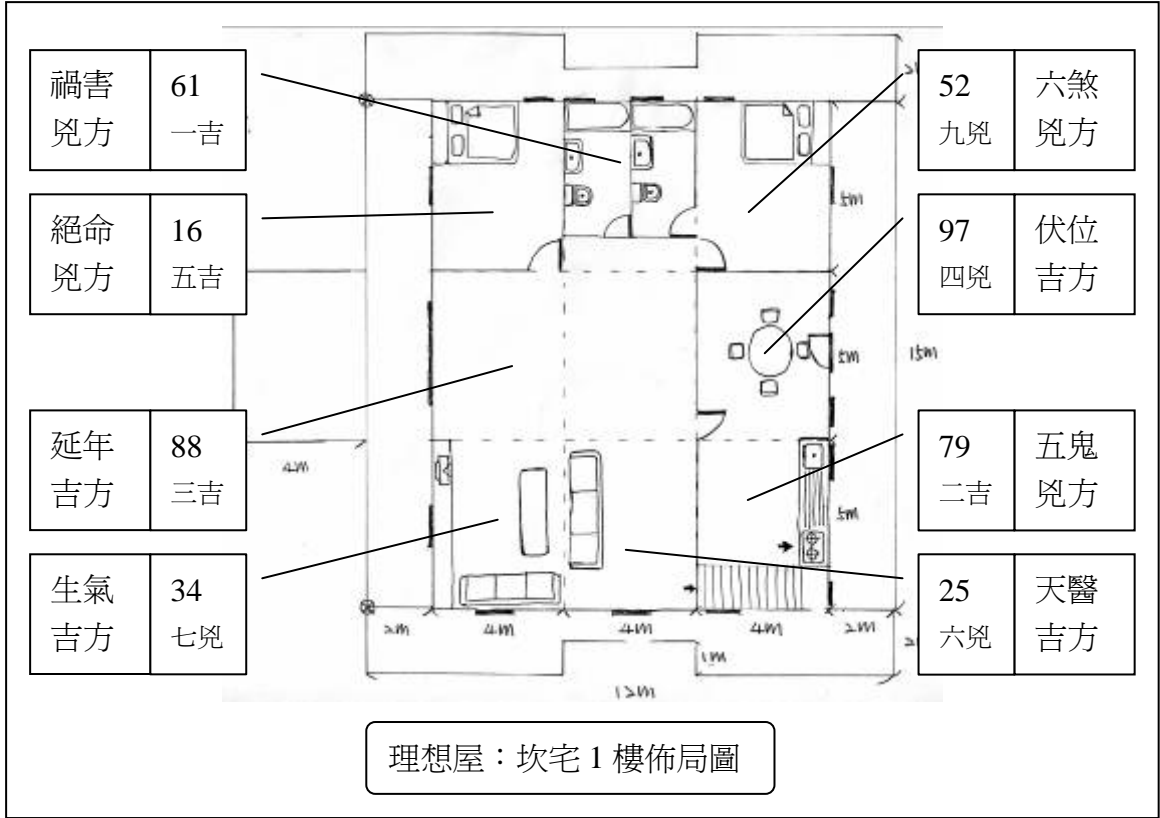 禍害
兇方
61
一吉
52
九兇
六煞
兇方
絕命
兇方
16
五吉
97
四兇
伏位
吉方
延年
吉方
88
三吉
79
二吉
五鬼
兇方
生氣
吉方
34
七兇
25
六兇
天醫
吉方
5m
5m
15m
4m
5m
2m
4m
4m
4m
2m
1m
12m
理想屋：坎宅 1 樓佈局圖